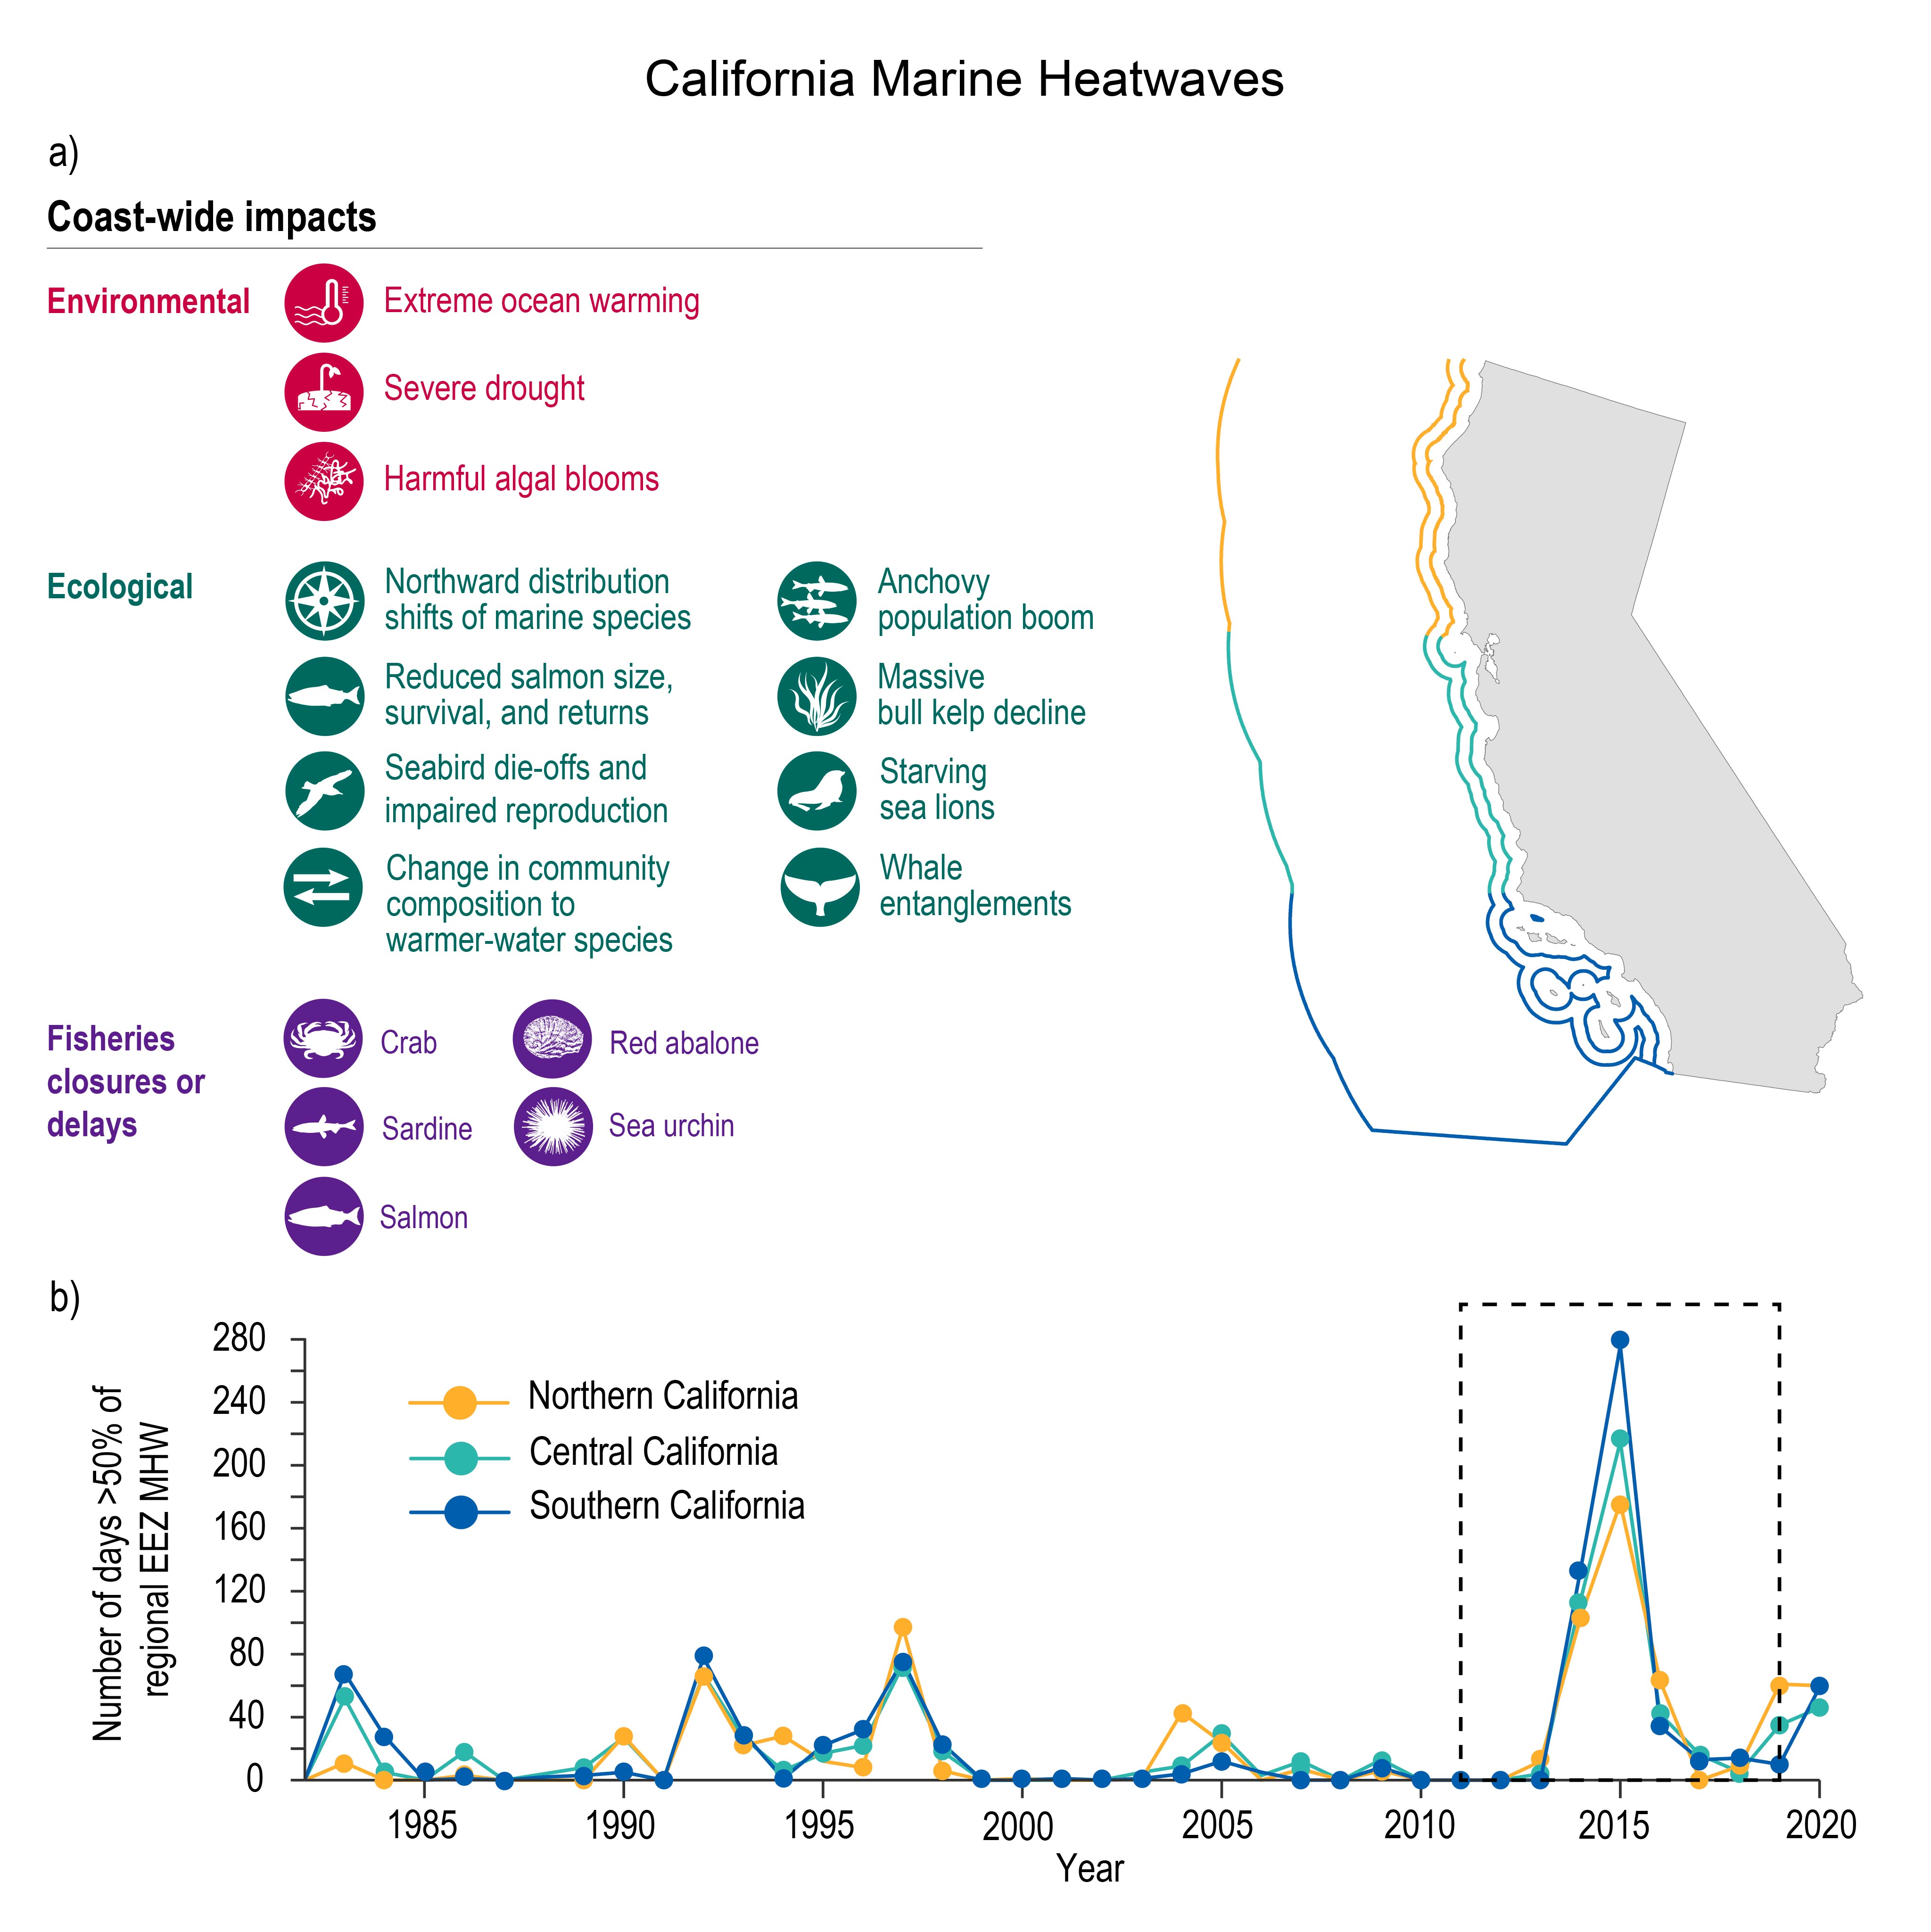 California Marine Heatwaves
a)
Coast-wide impacts
Environmental
Extreme ocean warming
Severe drought
Harmful algal blooms
Ecological
Northward distribution
shifts of marine species
Reduced salmon size,
survival, and returns
Seabird die-offs and
impaired reproduction
Change in community
composition to
warmer-water species
Anchovy
population boom
Massive
bull kelp decline
Starving
sea lions
Whale
entanglements
Fisheries
closures or
delays
Crab
Sardine
Salmon
Red abalone
Sea urchin
b)
Number of days >50% of
regional EEZ MHW
280
240
200
160
120
80
40
0
Northern California
Central California
Southern California
1985
1990
1995
2000
2005
2010
2015
2020
Year